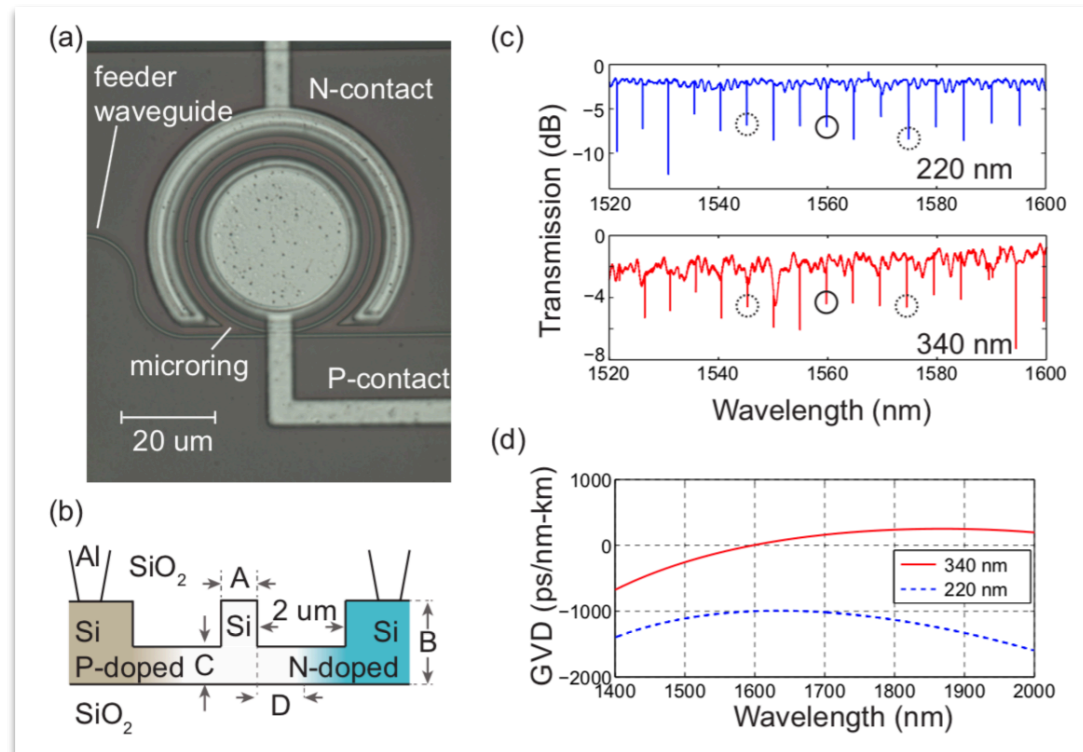 (a)
feeder
waveguide
N-contact
microring
P-contact
20 um
(b)
Al
SiO2
A
Si
2 um
Si
Si
B
P-doped
C
N-doped
D
SiO2
(c)
Transmission (dB)
0
−5
−10
220 nm
1520 1540 1560 1580 1600
0
−4
−8
340 nm
1520 1540 1560 1580 1600
Wavelength (nm)
(d)
GVD (ps/nm-km)
1000
0
−1000
−2000
340 nm
220 nm
1400 1500 1600 1700 1800 1900 2000
Wavelength (nm)